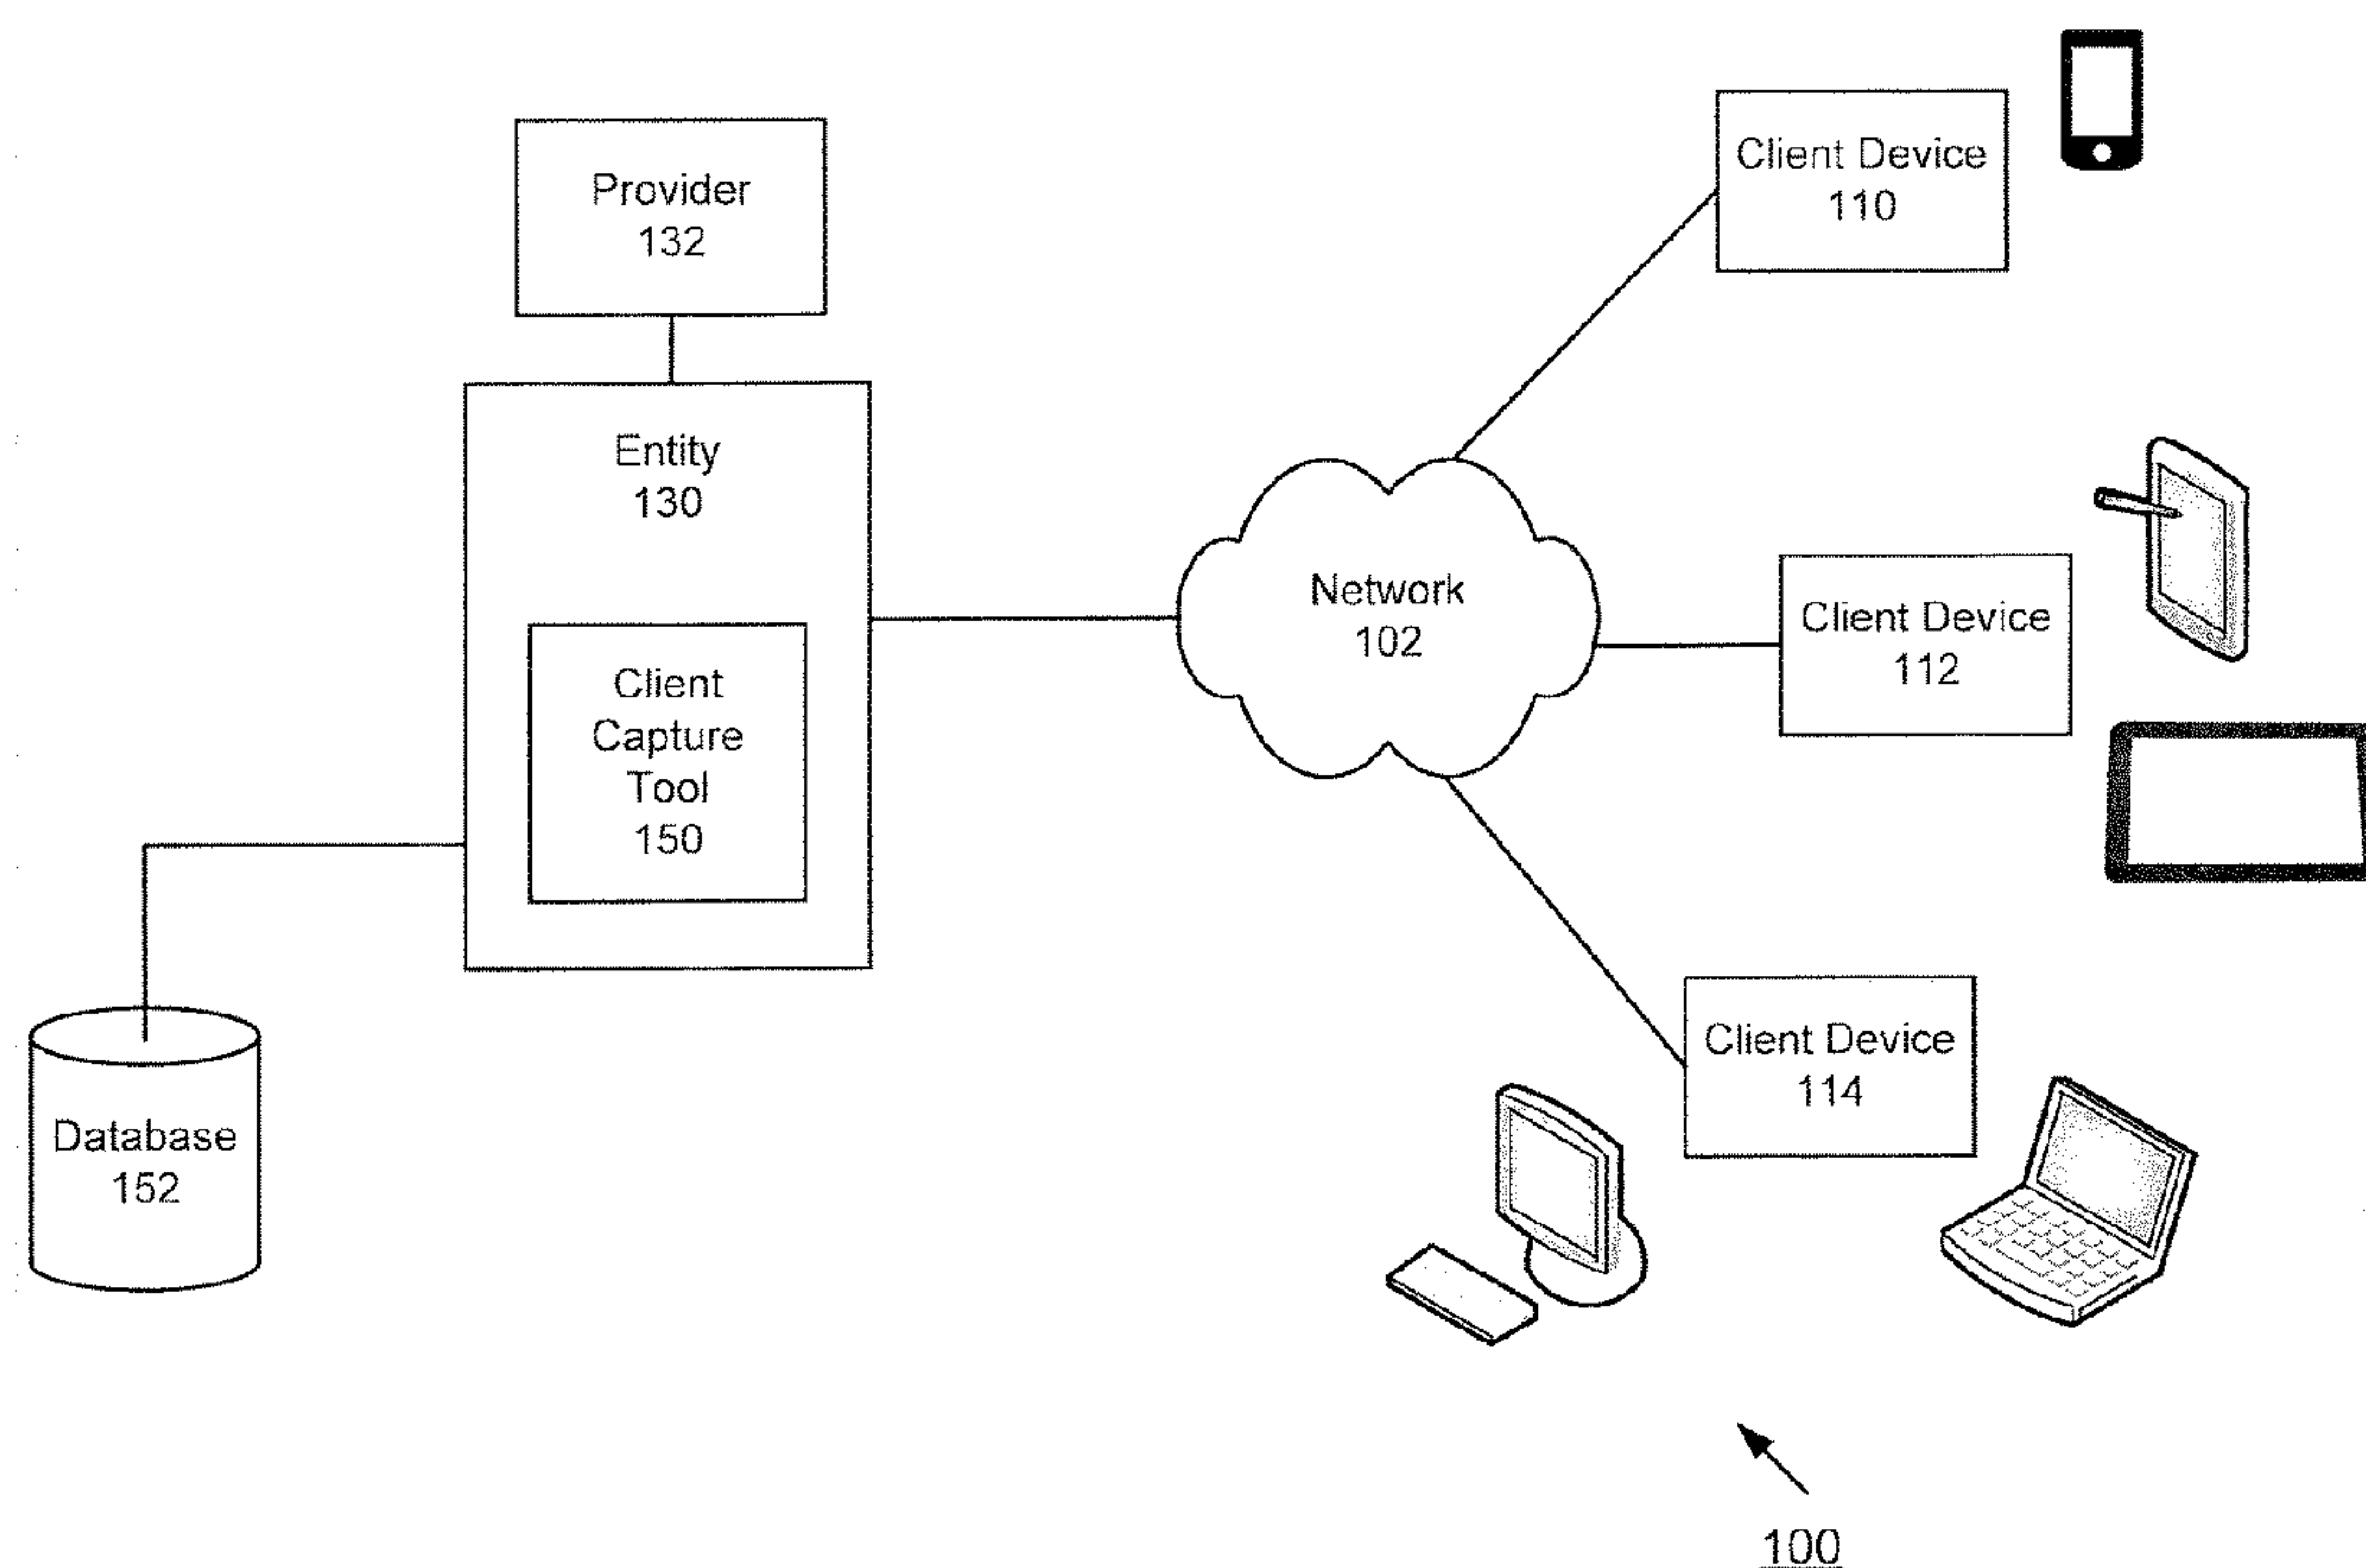 Provider
132
Entity
130
Client
Capture
Tool
150
Database
152
Network
102
Client Device
110
Client Device
112
Client Device
114
100